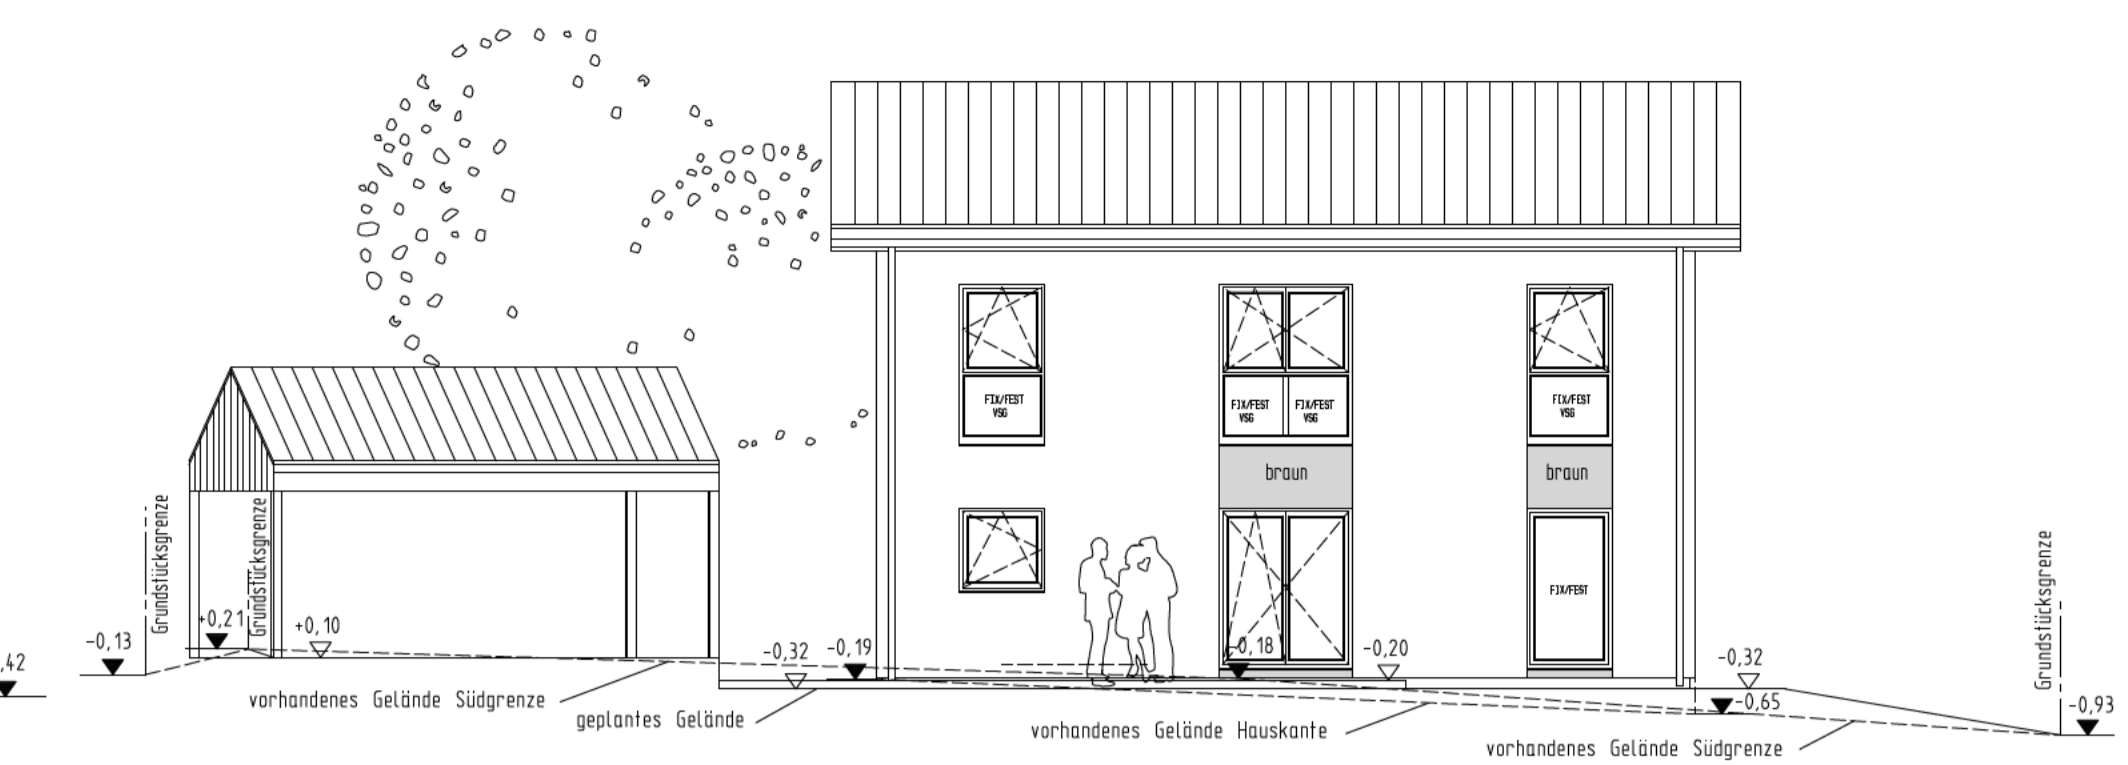 FIX/FEST
VSG
FIX/FEST
VSG
FIX/FEST
VSG
FIX/FEST
VSG
braun
braun
FIX/FEST
Grundstücksgrenze
Grundstücksgrenze
Grundstücksgrenze
+0,21
+0,10
-0,13
,42
-0,32
-0,19
-0,18
-0,20
-0,32
-0,65
-0,93
vorhandenes Gelände Südgrenze
geplantes Gelände
vorhandenes Gelände Hauskante
vorhandenes Gelände Südgrenze